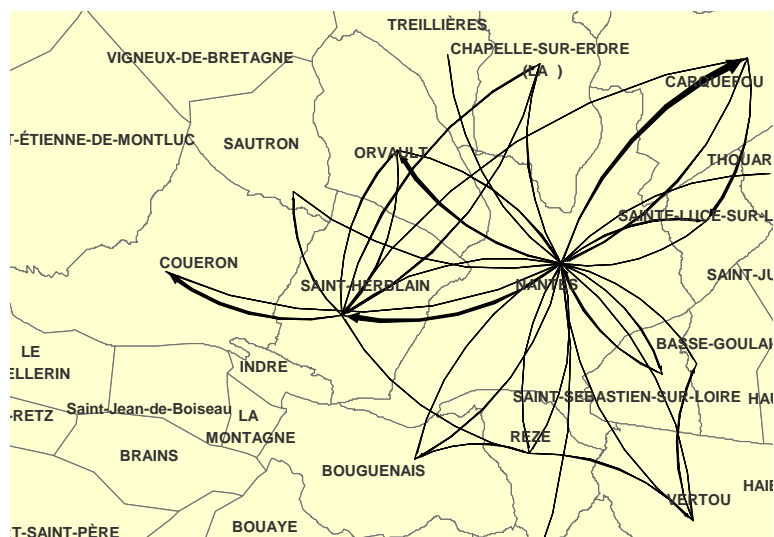 TREILLIÈRES
CHAPELLE-SUR-ERDRE
(LA )
VIGNEUX-DE-BRETAGNE
CARQUEFOU
T-ÉTIENNE-DE-MONTLUC
SAUTRON
ORVAULT
THOUAR
SAINTE-LUCE-SUR-L
COUERON
SAINT-HERBLAIN
NANTES
SAINT-JU
BASSE-GOULAI
LE
ELLERIN
INDRE
SAINT-SEBASTIEN-SUR-LOIRE
HAU
-RETZ
Saint-Jean-de-Boiseau
LA
MONTAGNE
REZE
BRAINS
BOUGUENAIS
VERTOU
HAIE
T-SAINT-PÈRE
BOUAYE